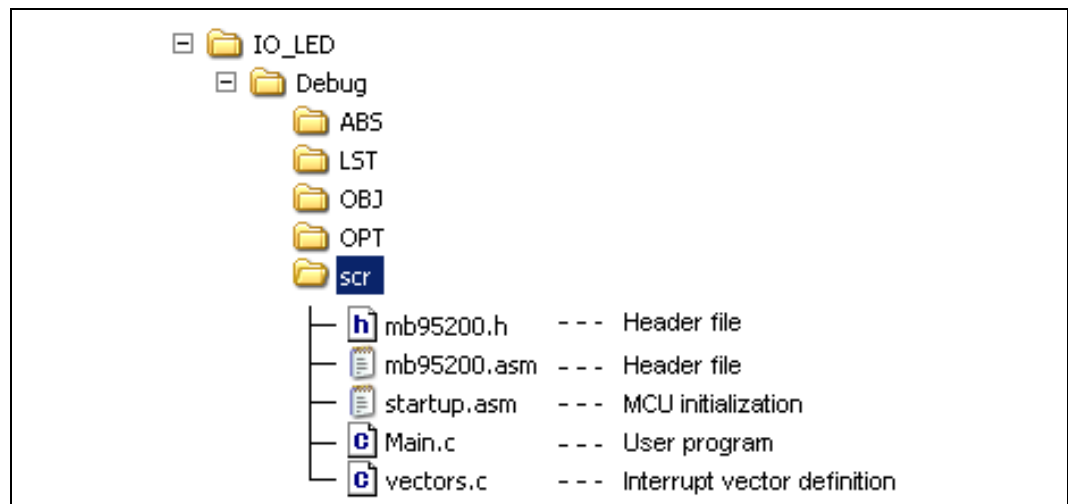 IO_LED
Debug
ABS
LST
OBJ
OPT
scr
h mb95200.h --- Header file
mb95200.asm --- Header file
startup.asm --- MCU initialization
C Main.c --- User program
C vectors.c --- Interrupt vector definition